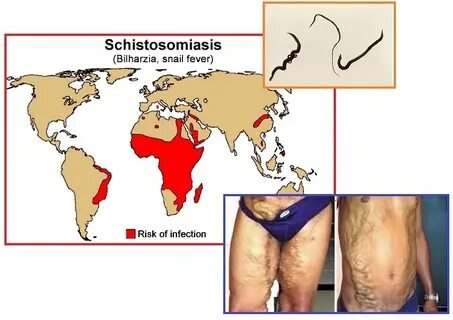 Schistosomiasis
(Bilharzia, snail fever)
Risk of infection